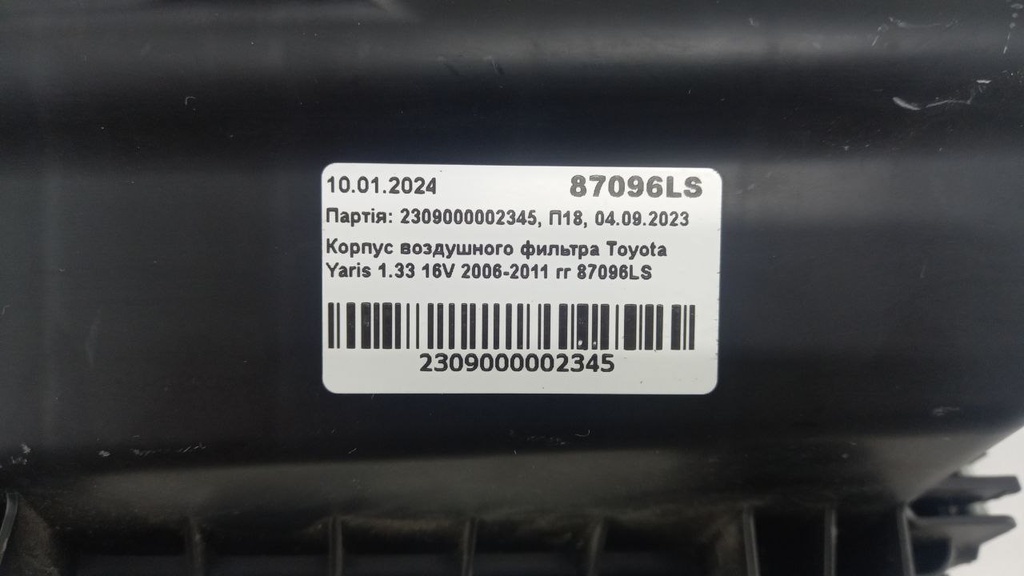 10.01.2024 87096LS
Партія: 2309000002345, П18, 04.09.2023
Корпус воздушного фильтра Toyota
Yaris 1.33 16V 2006-2011 гг 87096LS
2309000002345